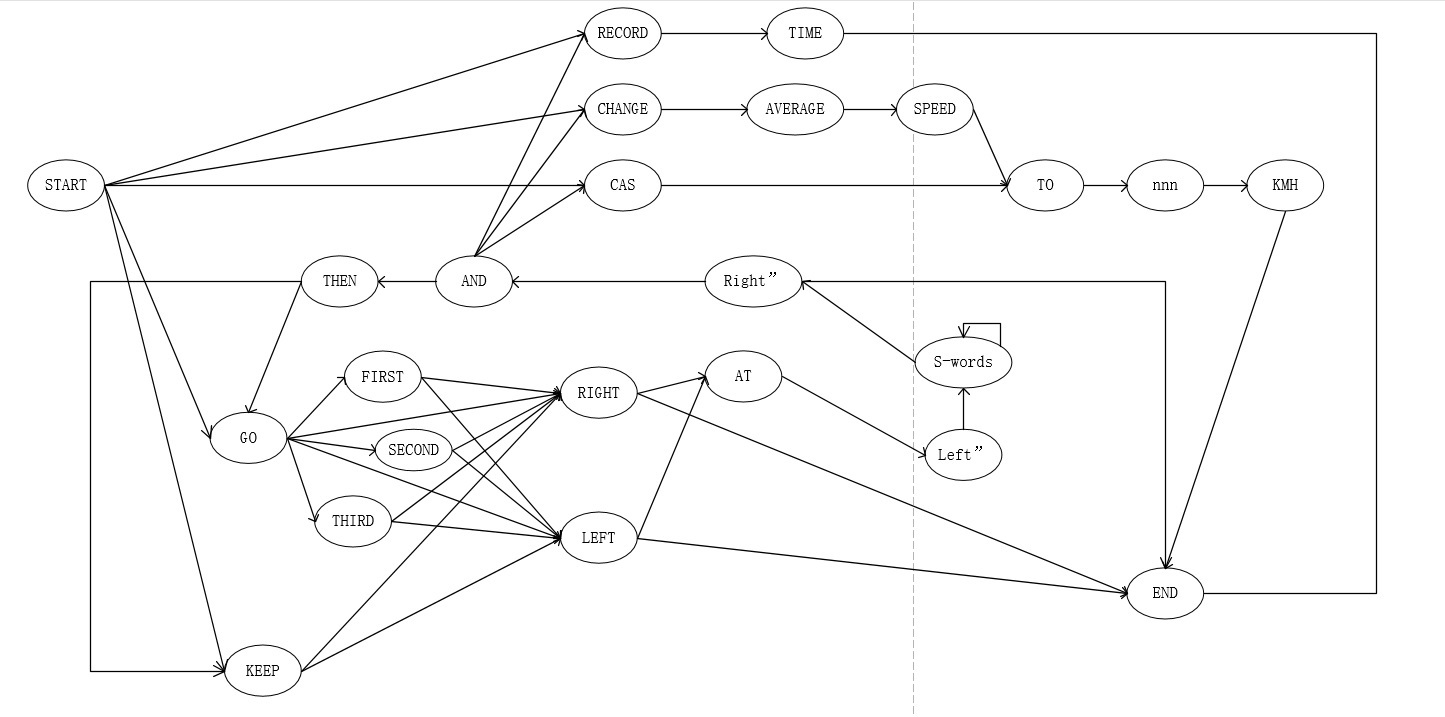 RECORD
TIME
CHANGE
AVERAGE
SPEED
START
CAS
TO
nnn
KMH
THEN
AND
Right”
S-words
FIRST
RIGHT
AT
GO
SECOND
Left”
THIRD
LEFT
END
KEEP